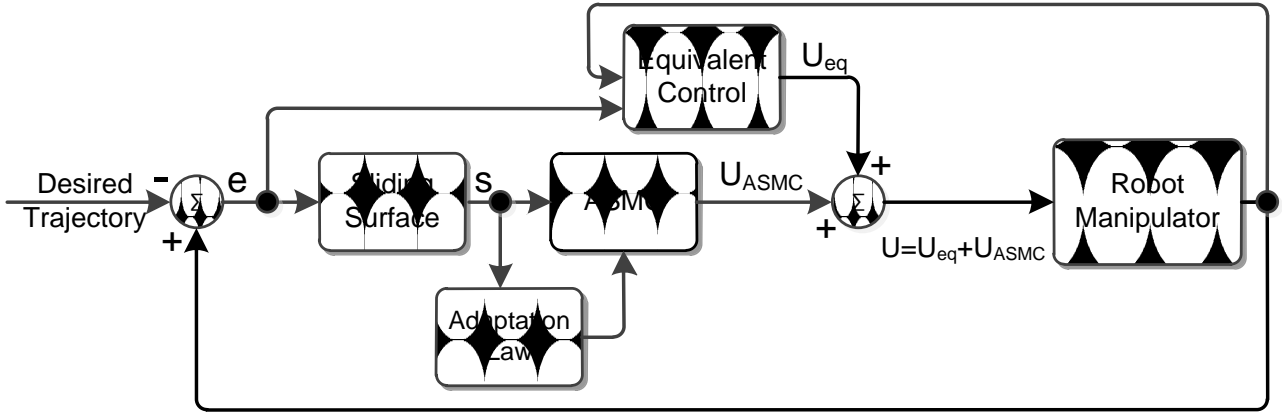 Equivalent
Control
Ueq
Desired
Trajectory
-
+
Σ
e
Sliding
Surface
s
ASMC
UASMC
+
+
Σ
U=Ueq+UASMC
Robot
Manipulator
Adaptation
Law